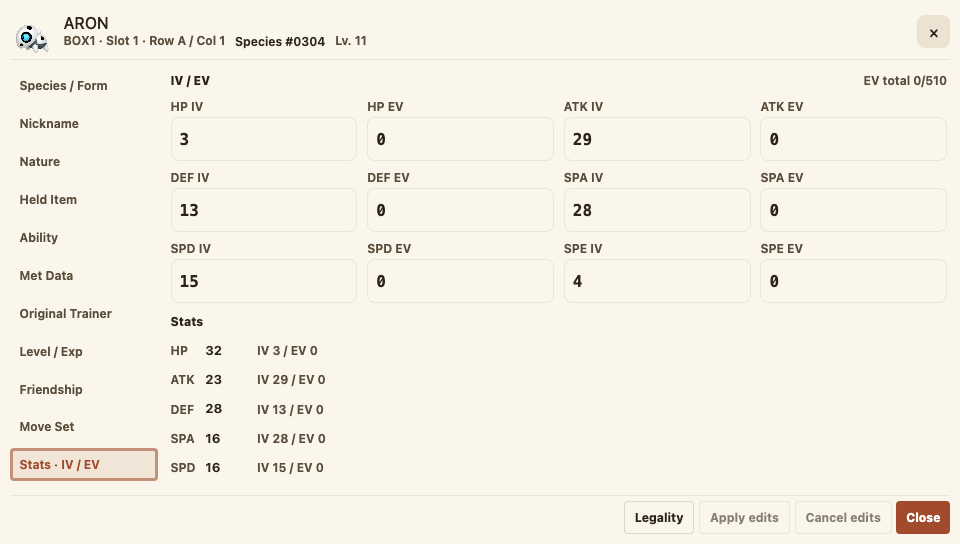 ARON
BOX1 · Slot 1 · Row A / Col 1 Species #0304 Lv. 11
×
Species / Form
Nickname
Nature
Held Item
Ability
Met Data
Original Trainer
Level / Exp
Friendship
Move Set
Stats · IV / EV
IV / EV EV total 0/510
HP IV HP EV ATK IV ATK EV
3 0 29 0
DEF IV DEF EV SPA IV SPA EV
13 0 28 0
SPD IV SPD EV SPE IV SPE EV
15 0 4 0
Stats
HP 32 IV 3 / EV 0
ATK 23 IV 29 / EV 0
DEF 28 IV 13 / EV 0
SPA 16 IV 28 / EV 0
SPD 16 IV 15 / EV 0
Legality Apply edits Cancel edits Close